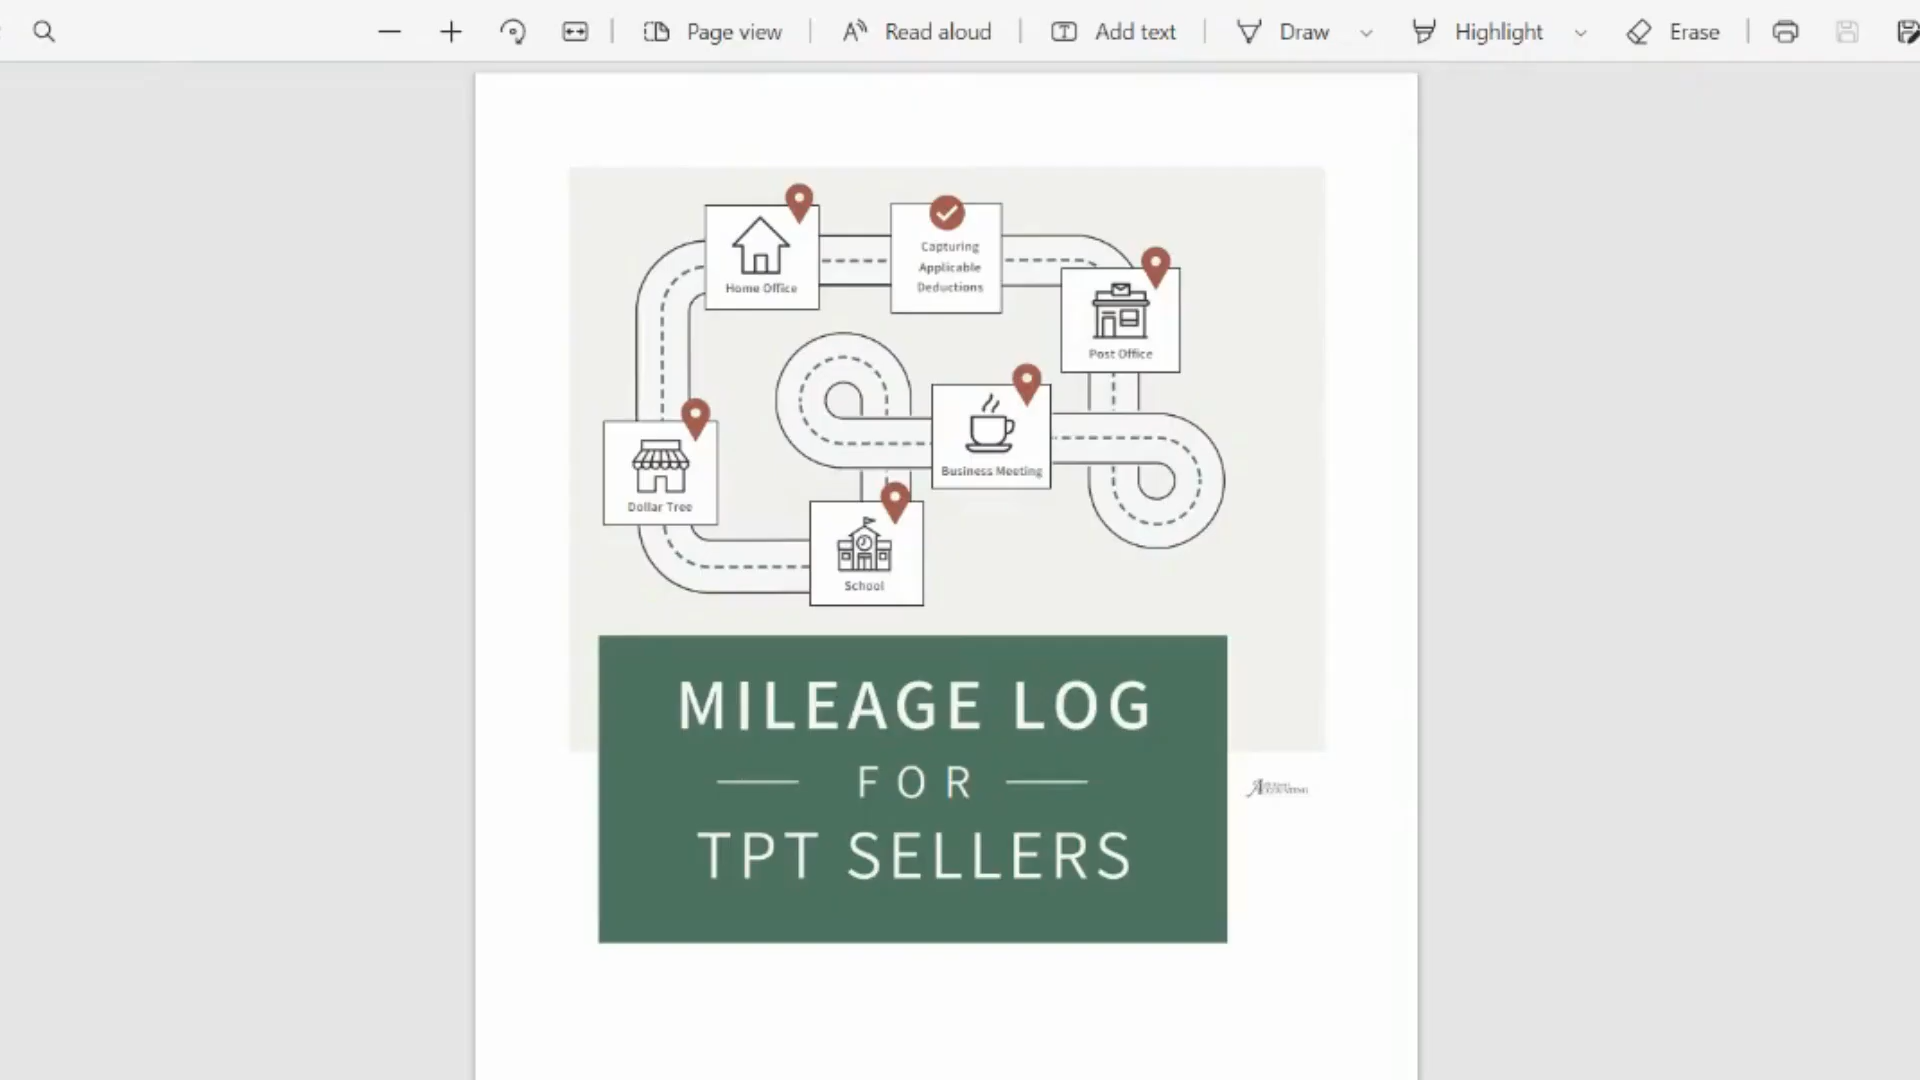 Page view
Read aloud
Add text
Draw
Highlight
Erase
Home Office
Capturing
Applicable
Deductions
Post Office
Business Meeting
Dollar Tree
School
MILEAGE LOG
FOR
TPT SELLERS